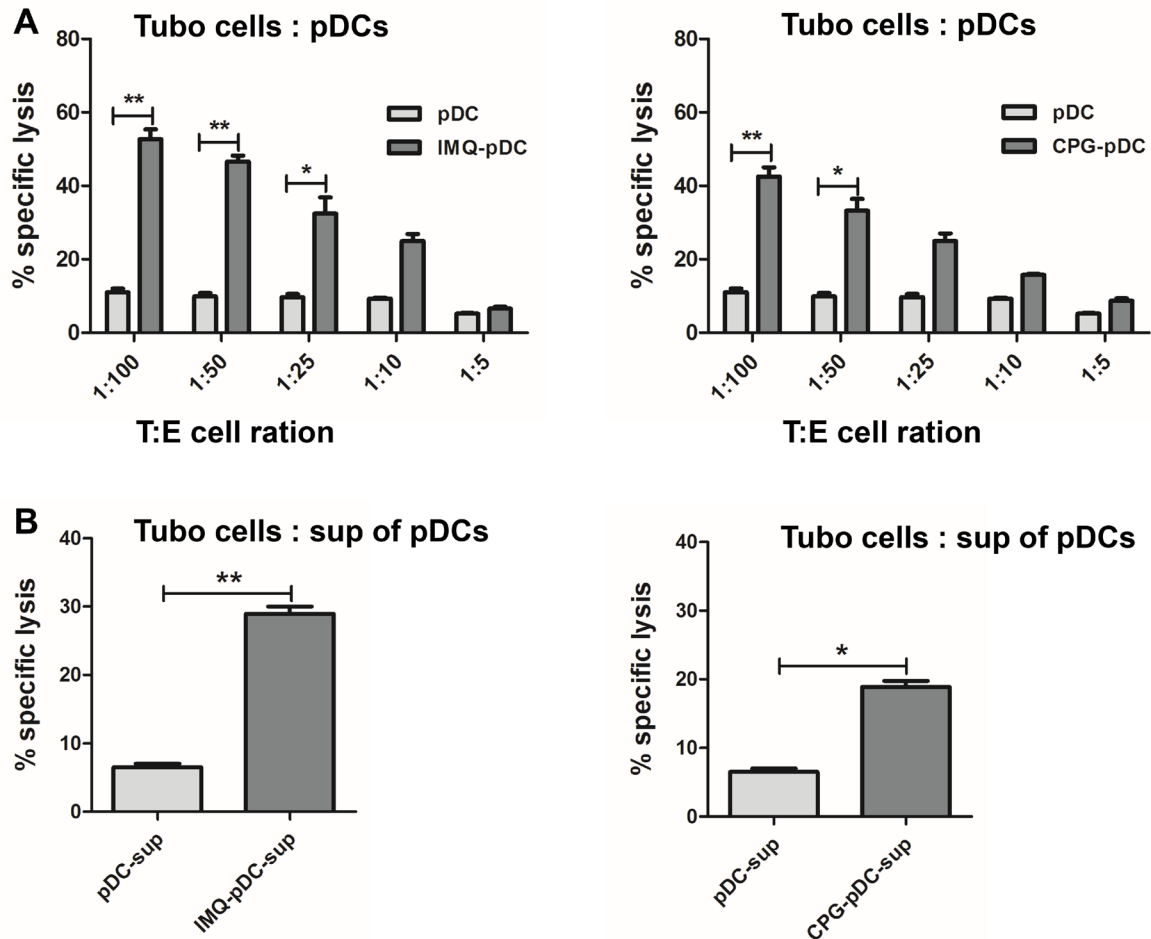 A
Tubo cells : pDCs
% specific lysis
80
60
40
20
0
**
**
*
pDC
IMQ-pDC
1:100
1:50
1:25
1:10
1:5
T:E cell ration
Tubo cells : pDCs
% specific lysis
80
60
40
20
0
**
*
pDC
CPG-pDC
1:100
1:50
1:25
1:10
1:5
T:E cell ration
B
Tubo cells : sup of pDCs
% specific lysis
40
30
20
10
0
**
pDC-sup
IMQ-pDC-sup
Tubo cells : sup of pDCs
% specific lysis
40
30
20
10
0
*
pDC-sup
CPG-pDC-sup